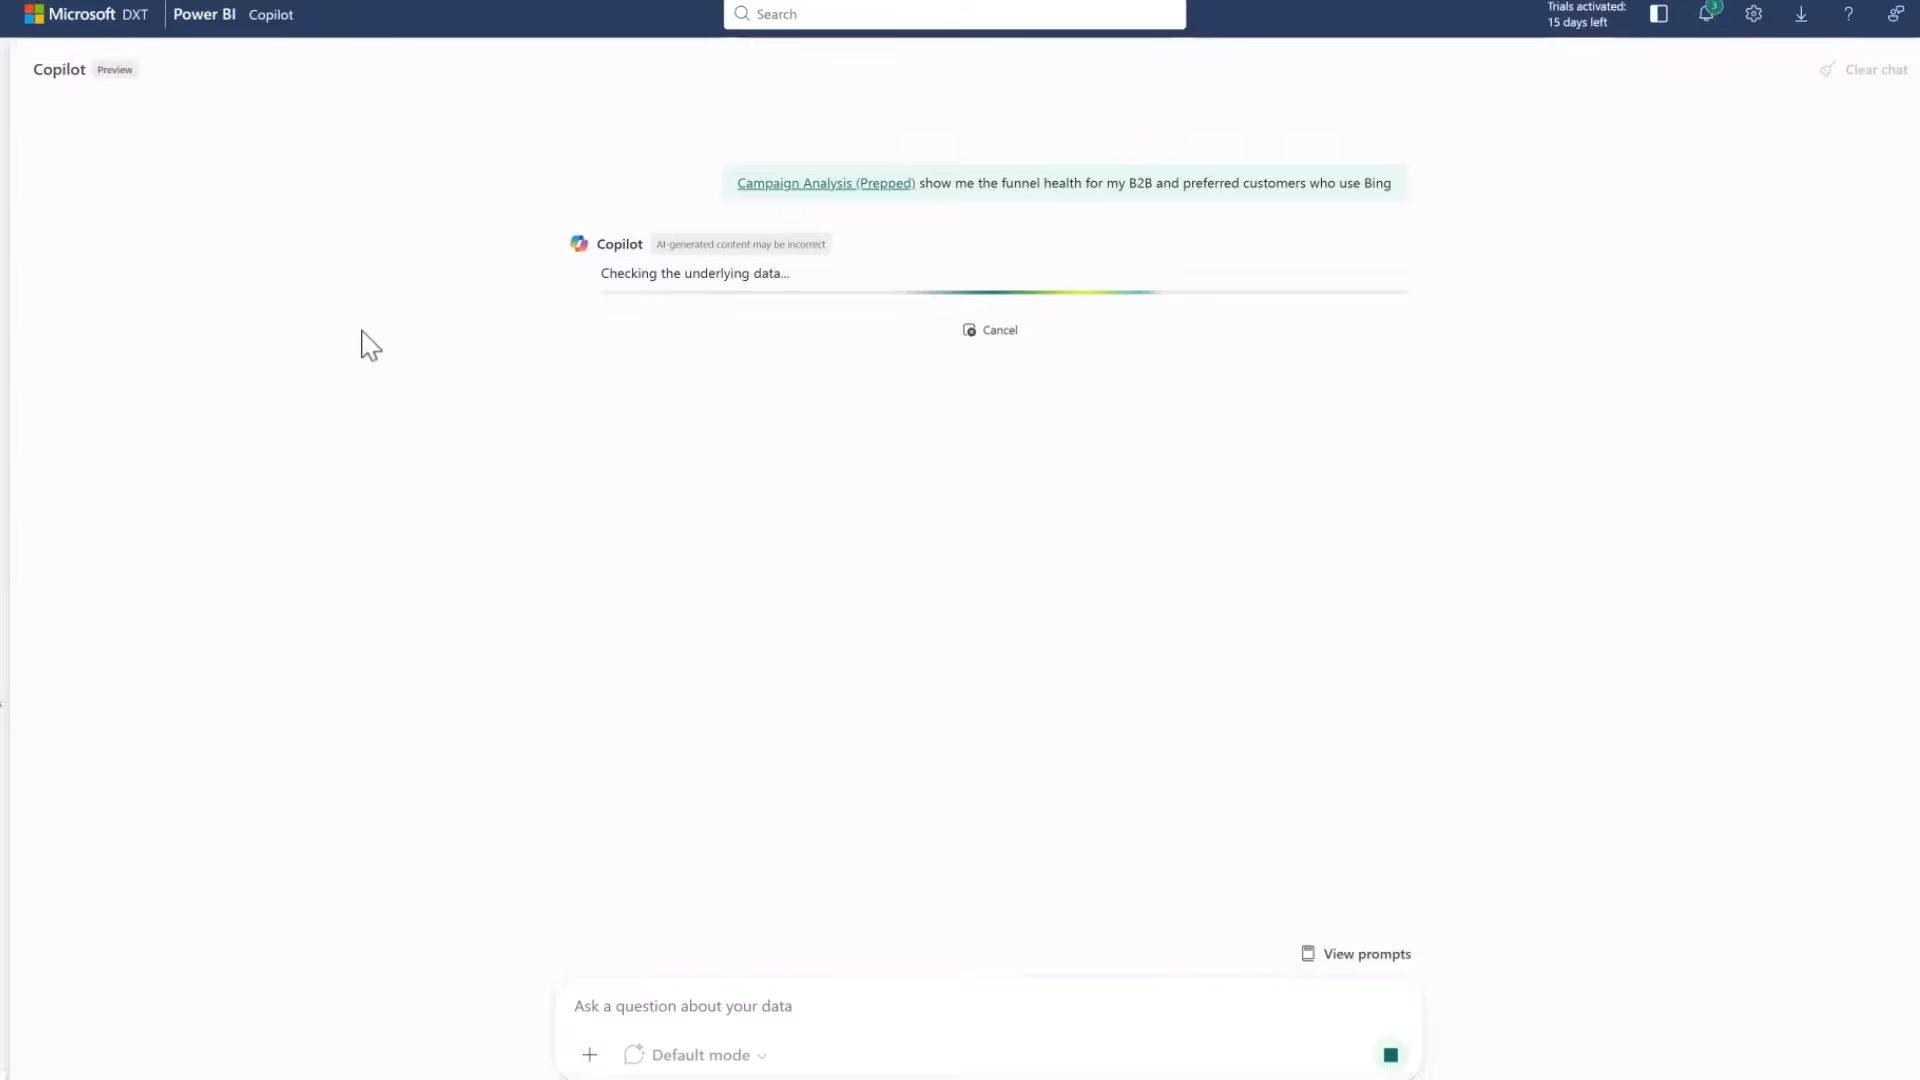 Microsoft DXT Power BI Copilot
Search
Trials activated:
15 days left
3
?
Copilot Preview
Clear chat
Campaign Analysis (Prepped) show me the funnel health for my B2B and preferred customers who use Bing
Copilot AI-generated content may be incorrect
Checking the underlying data...
Cancel
View prompts
Ask a question about your data
Default mode